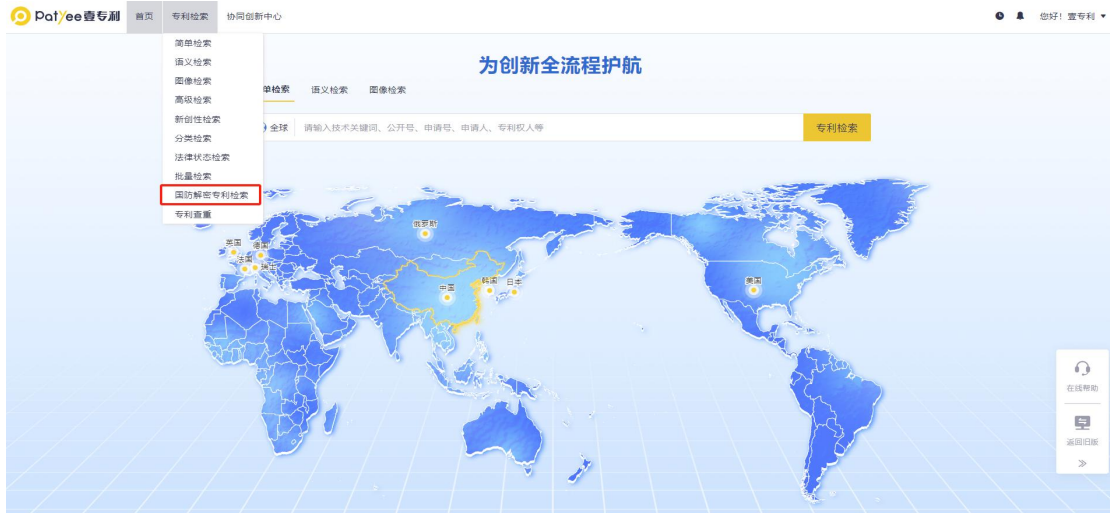 Patyee壹专利 首页 专利检索 协同创新中心 您好！壹专利
简单检索
语义检索
图像检索
高级检索
新创性检索
分类检索
法律状态检索
批量检索
国防解密专利检索
专利查重
为创新全流程护航
单检索 语义检索 图像检索
全球 请输入技术关键词、公开号、申请号、申请人、专利权人等 专利检索
俄罗斯
英国 德国
法国 瑞士
中国 韩国 日本
美国
在线帮助
返回旧版